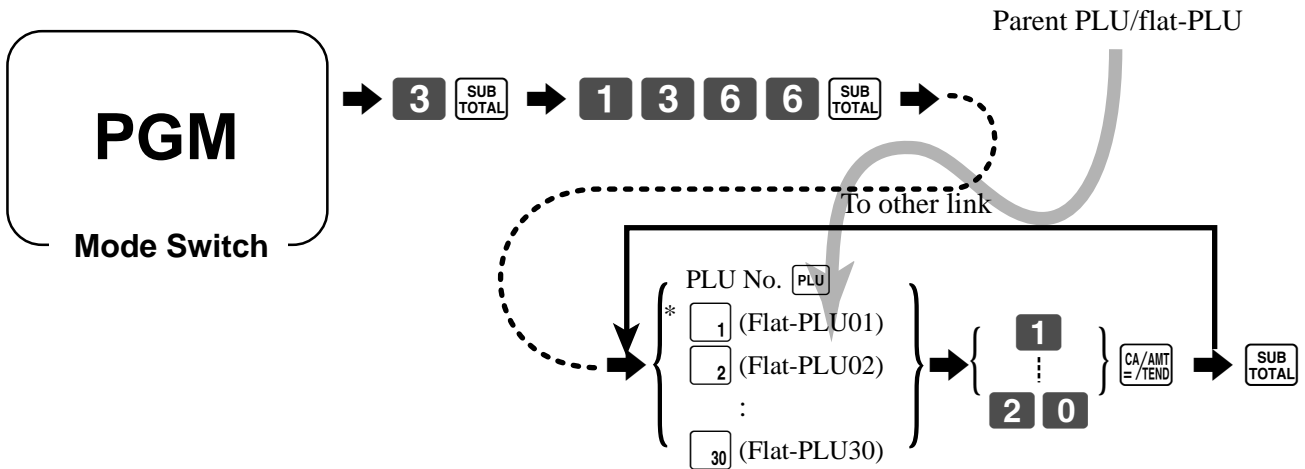 Parent PLU/flat-PLU
PGM
Mode Switch
3 SUB TOTAL 1 3 6 6 SUB TOTAL
To other link
PLU No. PLU
* 1 (Flat-PLU01)
2 (Flat-PLU02)
:
30 (Flat-PLU30)
1
2 0
CA/AMT
= /TEND
SUB
TOTAL